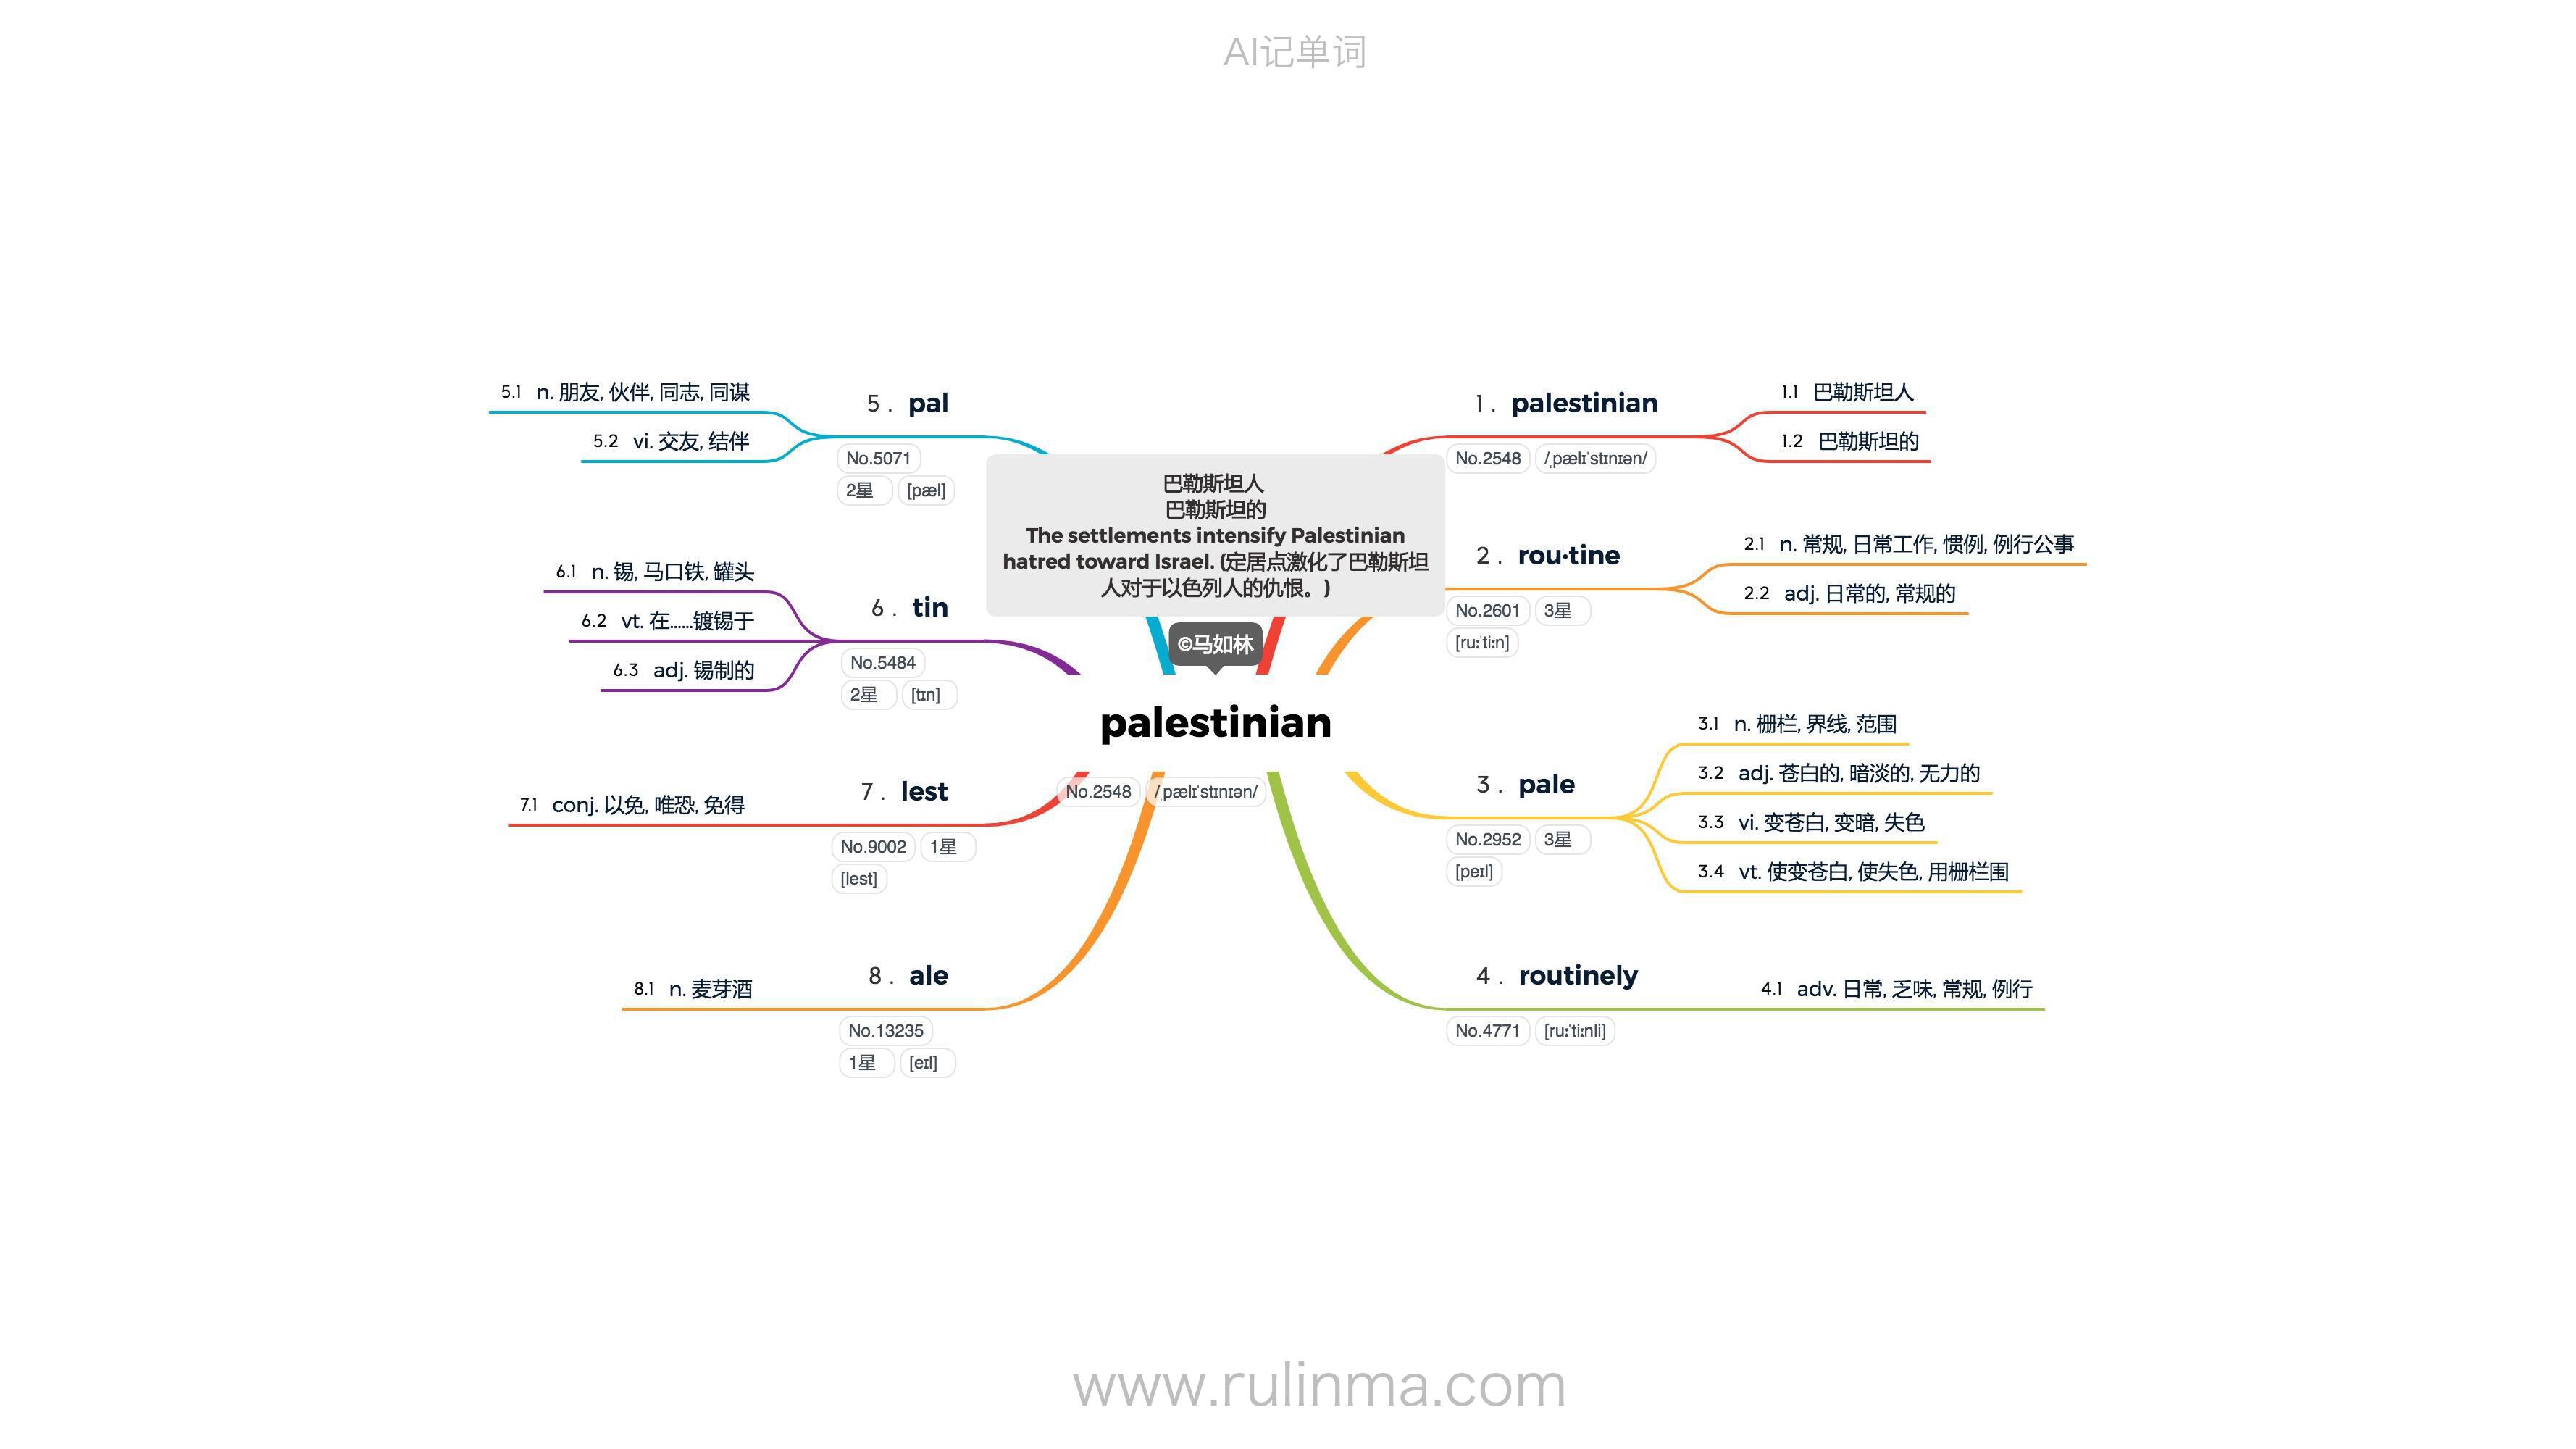 AI记单词
巴勒斯坦人
巴勒斯坦的
The settlements intensify Palestinian
hatred toward Israel. (定居点激化了巴勒斯坦
人对于以色列人的仇恨。)
©马如林
palestinian
No.2548 /ˌpælɪˈstɪnɪən/
1 . palestinian
No.2548 /ˌpælɪˈstɪnɪən/
1.1 巴勒斯坦人
1.2 巴勒斯坦的
2 . rou·tine
No.2601 3星
[ruːˈtiːn]
2.1 n. 常规, 日常工作, 惯例, 例行公事
2.2 adj. 日常的, 常规的
3 . pale
No.2952 3星
[peɪl]
3.1 n. 栅栏, 界线, 范围
3.2 adj. 苍白的, 暗淡的, 无力的
3.3 vi. 变苍白, 变暗, 失色
3.4 vt. 使变苍白, 使失色, 用栅栏围
4 . routinely
No.4771 [ruːˈtiːnli]
4.1 adv. 日常, 乏味, 常规, 例行
5 . pal
No.5071
2星 [pæl]
5.1 n. 朋友, 伙伴, 同志, 同谋
5.2 vi. 交友, 结伴
6 . tin
No.5484
2星 [tɪn]
6.1 n. 锡, 马口铁, 罐头
6.2 vt. 在......镀锡于
6.3 adj. 锡制的
7 . lest
No.9002 1星
[lest]
7.1 conj. 以免, 唯恐, 免得
8 . ale
No.13235
1星 [eɪl]
8.1 n. 麦芽酒
www.rulinma.com